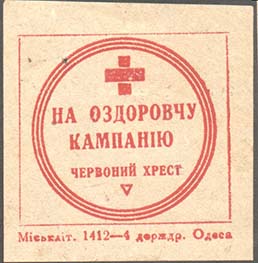 НА ОЗДОРОВЧУ
КАМПАНІЮ
ЧЕРВОНИЙ ХРЕСТ
Міськліт. 1412—4 держдр. Одеса